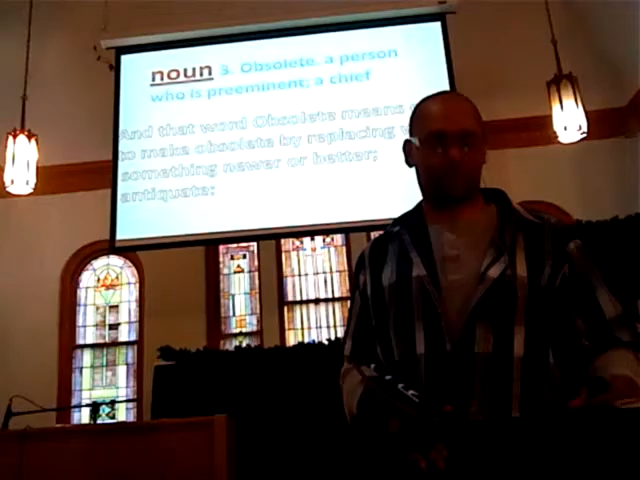 noun 3. Obsolete. a person
who is preeminent; a chief
And that word Obsolete means
to make obsolete by replacing
something newer or better;
antiquate: